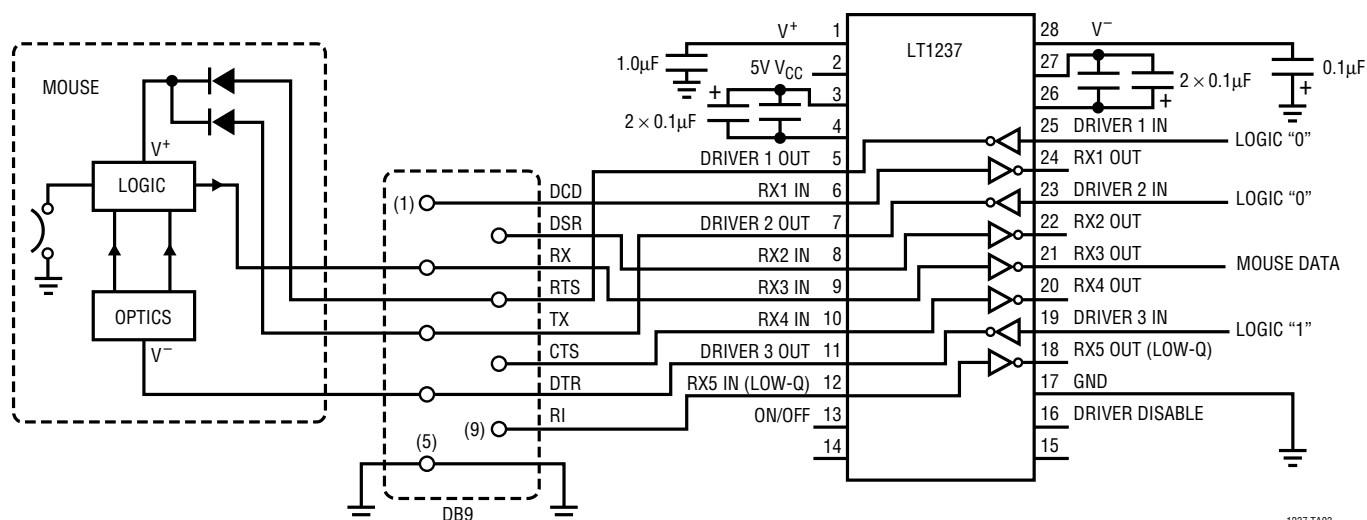 MOUSE
V+
LOGIC
OPTICS
V−
(1)
DCD
DSR
RX
RTS
TX
CTS
DTR
(9)
RI
(5)
DB9
LT1237
V+
1
1.0µF
5V VCC
2
+
3
2 × 0.1µF
4
DRIVER 1 OUT
5
RX1 IN
6
DRIVER 2 OUT
7
RX2 IN
8
RX3 IN
9
RX4 IN
10
DRIVER 3 OUT
11
RX5 IN (LOW-Q)
12
ON/OFF
13
14
28
V−
27
26
2 × 0.1µF
+
0.1µF
+
25
DRIVER 1 IN
LOGIC “0”
24
RX1 OUT
23
DRIVER 2 IN
LOGIC “0”
22
RX2 OUT
21
RX3 OUT
MOUSE DATA
20
RX4 OUT
19
DRIVER 3 IN
LOGIC “1”
18
RX5 OUT (LOW-Q)
17
GND
16
DRIVER DISABLE
15